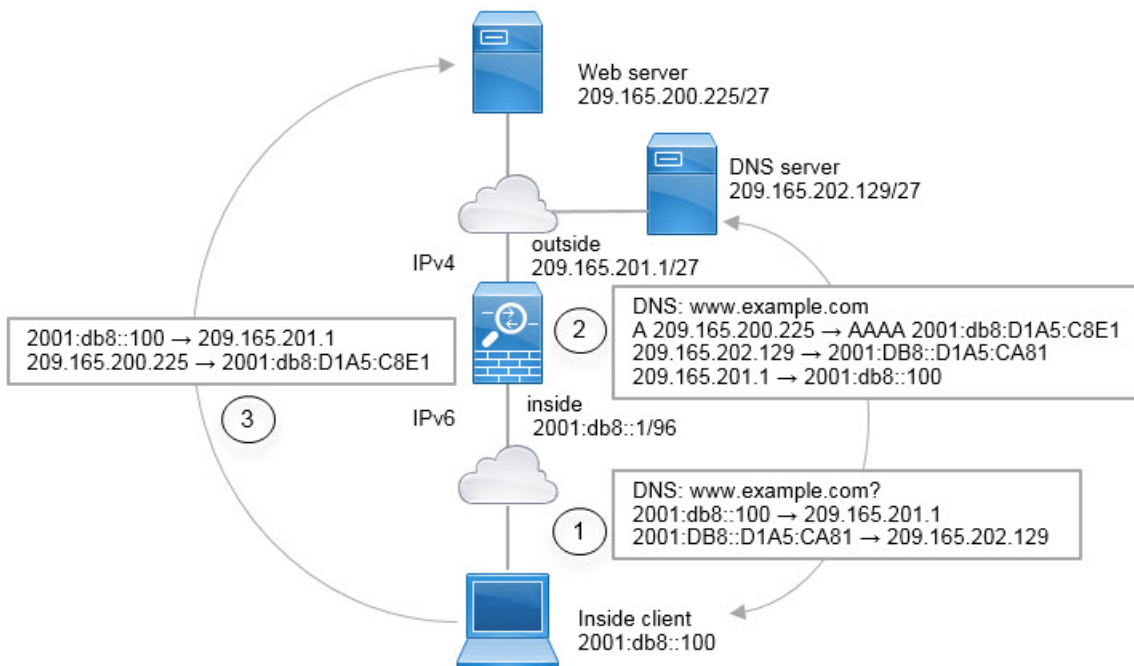 Web server
209.165.200.225/27
DNS server
209.165.202.129/27
outside
209.165.201.1/27
IPv4
2
DNS: www.example.com
A 209.165.200.225 → AAAA 2001:db8:D1A5:C8E1
209.165.202.129 → 2001:DB8::D1A5:CA81
209.165.201.1 → 2001:db8::100
2001:db8::100 → 209.165.201.1
209.165.200.225 → 2001:db8:D1A5:C8E1
3
IPv6
inside
2001:db8::1/96
1
DNS: www.example.com?
2001:db8::100 → 209.165.201.1
2001:DB8::D1A5:CA81 → 209.165.202.129
Inside client
2001:db8::100